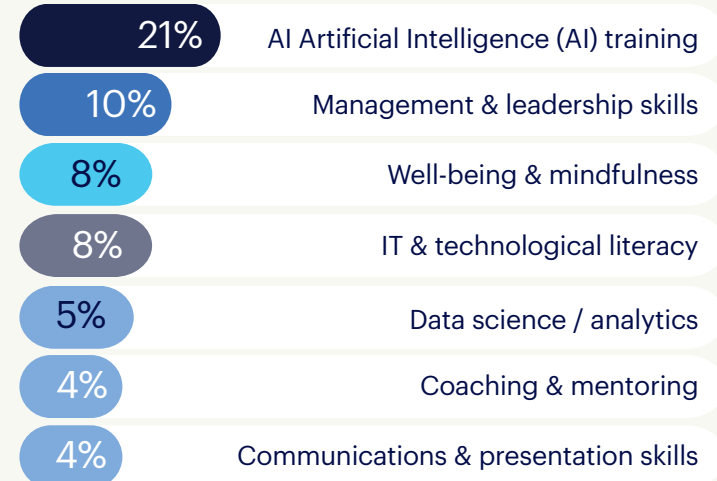 21% AI Artificial Intelligence (AI) training
10% Management & leadership skills
8% Well-being & mindfulness
8% IT & technological literacy
5% Data science / analytics
4% Coaching & mentoring
4% Communications & presentation skills